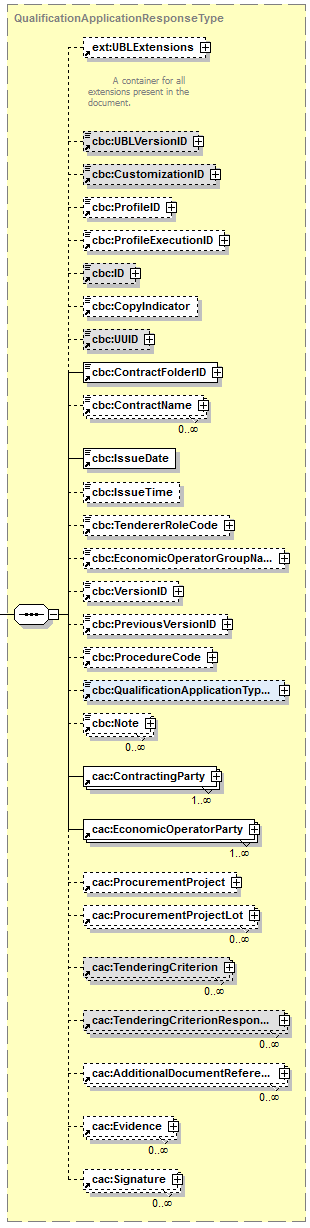 QualificationApplicationResponseType
ext:UBLExtensions
A container for all
extensions present in the
document.
cbc:UBLVersionID
cbc:CustomizationID
cbc:ProfileID
cbc:ProfileExecutionID
cbc:ID
cbc:CopyIndicator
cbc:UUID
cbc:ContractFolderID
cbc:ContractName
0..∞
cbc:IssueDate
cbc:IssueTime
cbc:TendererRoleCode
cbc:EconomicOperatorGroupNa...
cbc:VersionID
cbc:PreviousVersionID
cbc:ProcedureCode
cbc:QualificationApplicationTyp...
cbc:Note
0..∞
cac:ContractingParty
1..∞
cac:EconomicOperatorParty
1..∞
cac:ProcurementProject
cac:ProcurementProjectLot
0..∞
cac:TenderingCriterion
0..∞
cac:TenderingCriterionRespon...
0..∞
cac:AdditionalDocumentRefere...
0..∞
cac:Evidence
0..∞
cac:Signature
0..∞